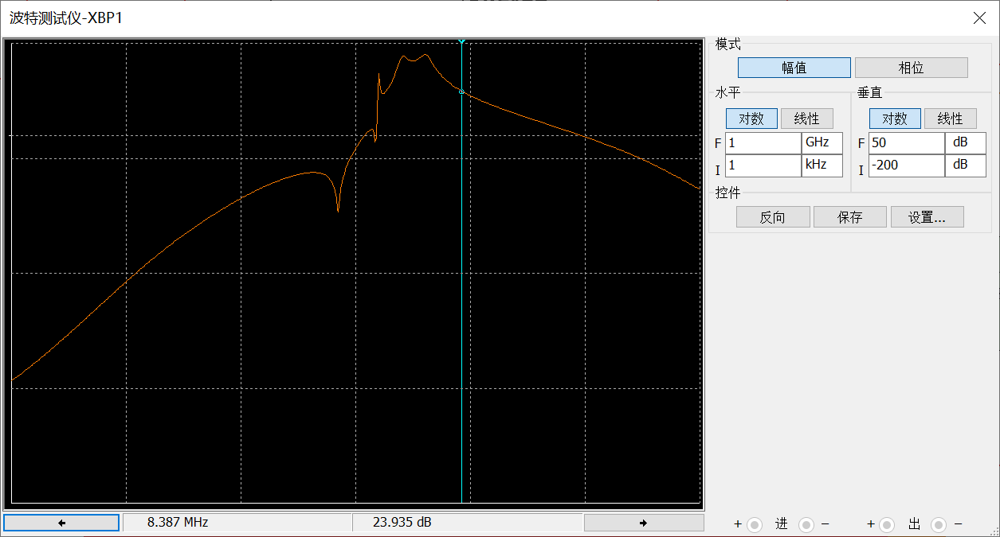 波特测试仪-XBP1
模式
幅值 相位
水平 垂直
对数 线性 对数 线性
F 1 GHz F 50 dB
I 1 kHz I -200 dB
控件
反向 保存 设置...
8.387 MHz 23.935 dB
+ 进 − + 出 −